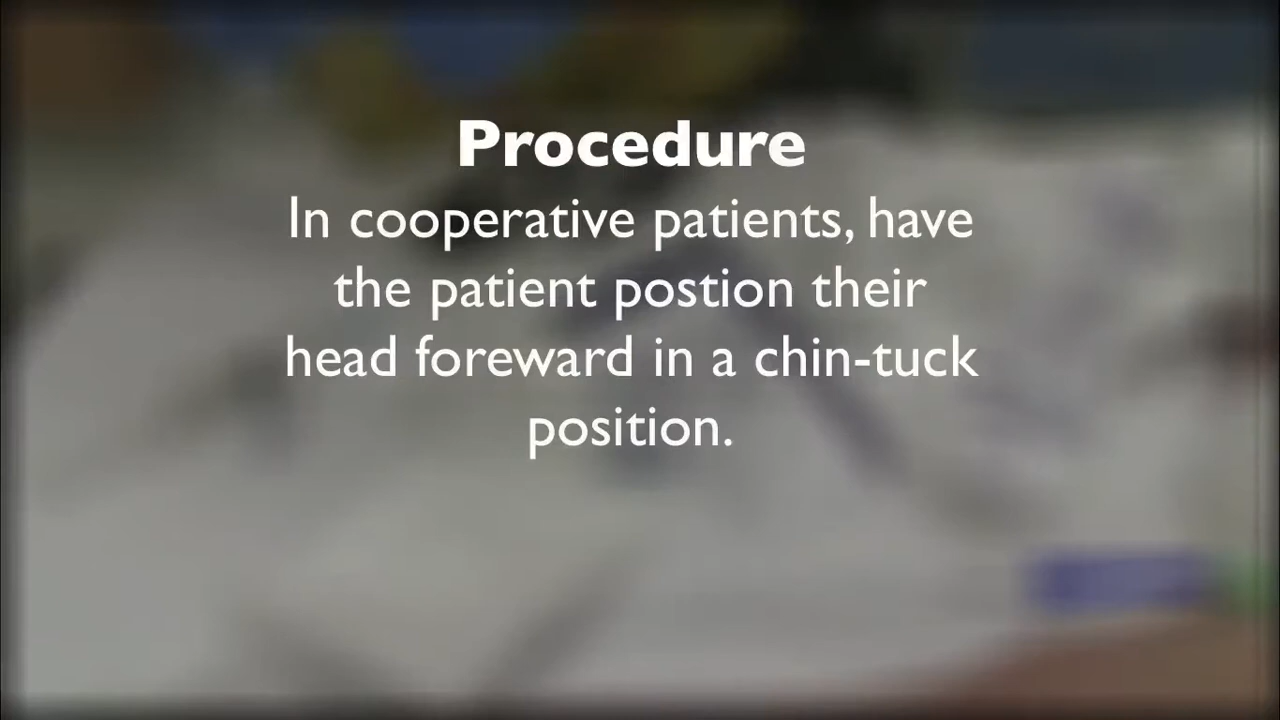 Procedure
In cooperative patients, have
the patient postion their
head foreward in a chin-tuck
position.